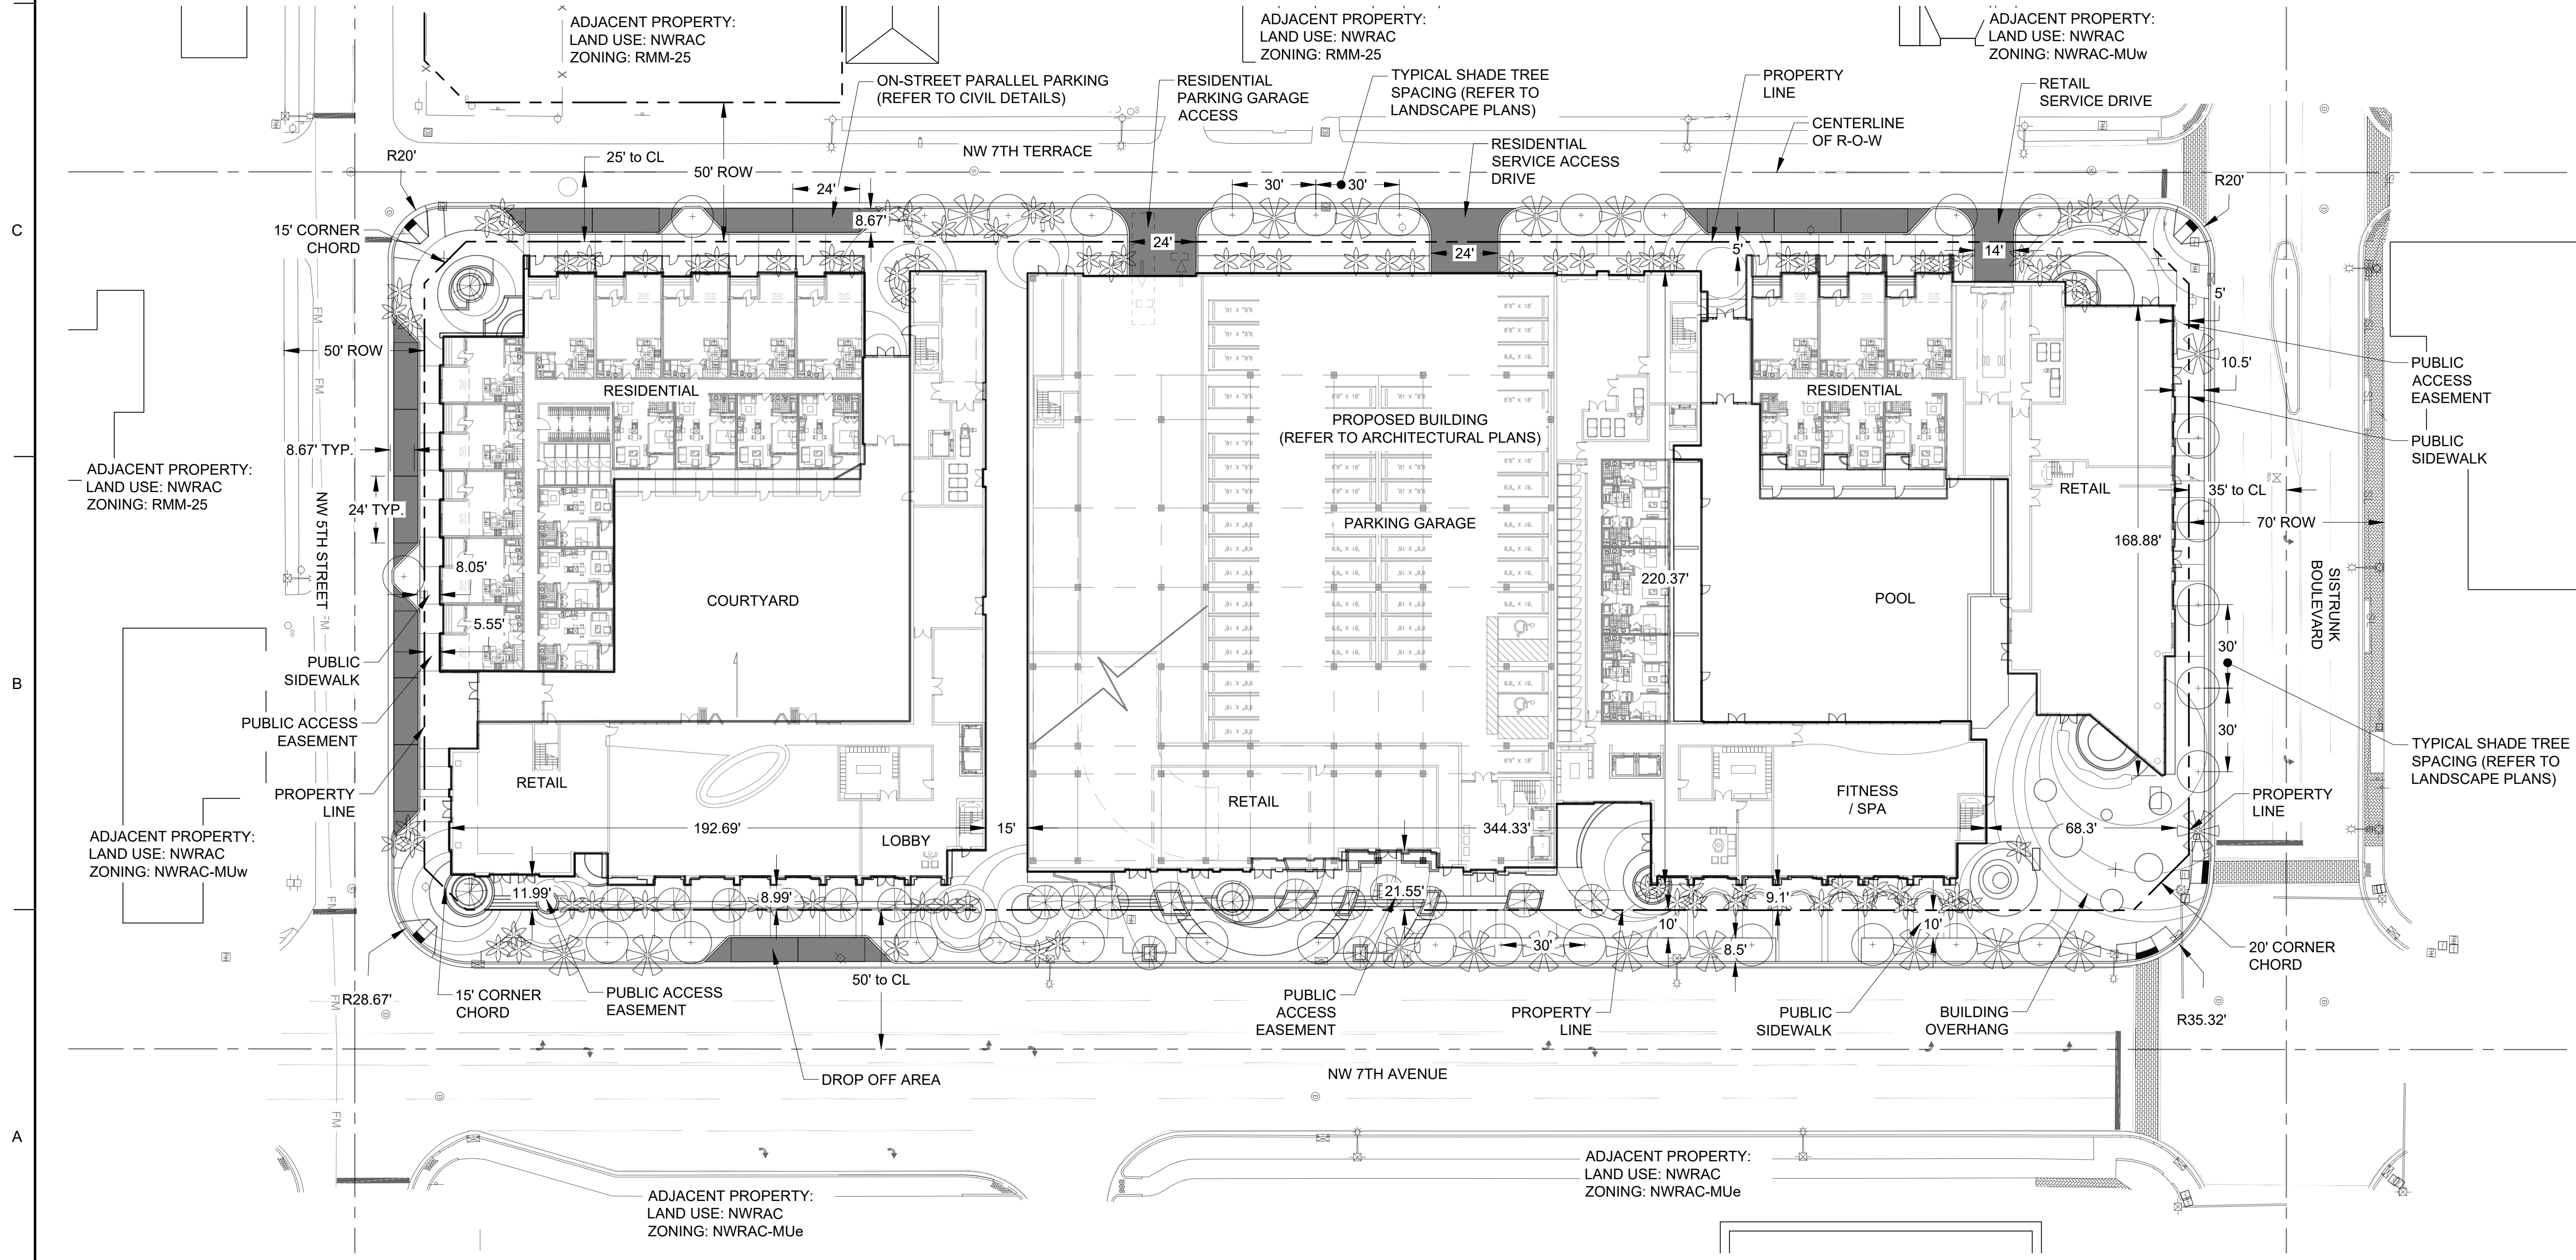 ADJACENT PROPERTY:
LAND USE: NWRAC
ZONING: RMM-25
ADJACENT PROPERTY:
LAND USE: NWRAC
ZONING: RMM-25
ADJACENT PROPERTY:
LAND USE: NWRAC
ZONING: NWRAC-MUw
ON-STREET PARALLEL PARKING
(REFER TO CIVIL DETAILS)
RESIDENTIAL
PARKING GARAGE
ACCESS
TYPICAL SHADE TREE
SPACING (REFER TO
LANDSCAPE PLANS)
PROPERTY
LINE
RETAIL
SERVICE DRIVE
CENTERLINE
OF R-O-W
RESIDENTIAL
SERVICE ACCESS
DRIVE
NW 7TH TERRACE
R20'
25' to CL
50' ROW
24'
30'
30'
R20'
8.67'
C
15' CORNER
CHORD
24'
24'
5'
14'
5'
50' ROW
10.5'
PUBLIC
ACCESS
EASEMENT
RESIDENTIAL
RESIDENTIAL
PROPOSED BUILDING
(REFER TO ARCHITECTURAL PLANS)
PUBLIC
SIDEWALK
8.67' TYP.
ADJACENT PROPERTY:
LAND USE: NWRAC
ZONING: RMM-25
24' TYP.
NW 5TH STREET
PARKING GARAGE
RETAIL
35' to CL
70' ROW
168.88'
8.05'
220.37'
COURTYARD
POOL
SISTRUNK
BOULEVARD
5.55'
30'
30'
PUBLIC
SIDEWALK
B
PUBLIC ACCESS
EASEMENT
TYPICAL SHADE TREE
SPACING (REFER TO
LANDSCAPE PLANS)
RETAIL
PROPERTY
LINE
RETAIL
FITNESS
/ SPA
PROPERTY
LINE
192.69'
15'
344.33'
68.3'
LOBBY
ADJACENT PROPERTY:
LAND USE: NWRAC
ZONING: NWRAC-MUw
11.99'
8.99'
21.55'
9.1'
10'
10'
30'
8.5'
20' CORNER
CHORD
50' to CL
R28.67'
15' CORNER
CHORD
PUBLIC ACCESS
EASEMENT
PUBLIC
ACCESS
EASEMENT
PROPERTY
LINE
PUBLIC
SIDEWALK
BUILDING
OVERHANG
R35.32'
DROP OFF AREA
NW 7TH AVENUE
A
ADJACENT PROPERTY:
LAND USE: NWRAC
ZONING: NWRAC-MUe
ADJACENT PROPERTY:
LAND USE: NWRAC
ZONING: NWRAC-MUe
FM
FM
FM
FM
FM
FM